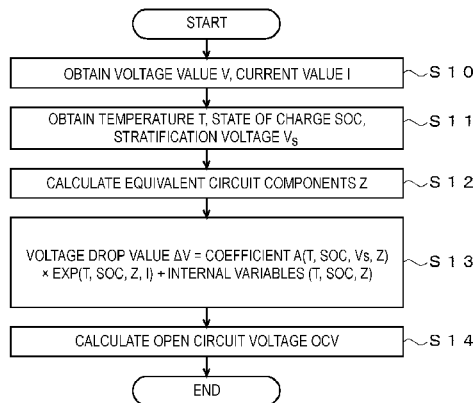 START
OBTAIN VOLTAGE VALUE V, CURRENT VALUE I
S10
OBTAIN TEMPERATURE T, STATE OF CHARGE SOC,
STRATIFICATION VOLTAGE Vs
S11
CALCULATE EQUIVALENT CIRCUIT COMPONENTS Z
S12
VOLTAGE DROP VALUE ΔV = COEFFICIENT A(T, SOC, Vs, Z)
× EXP(T, SOC, Z, I) + INTERNAL VARIABLES (T, SOC, Z)
S13
CALCULATE OPEN CIRCUIT VOLTAGE OCV
S14
END